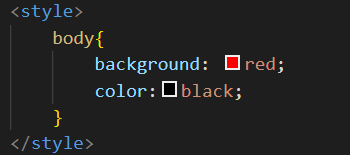 <style>
body{
background: red;
color: black;
}
</style>